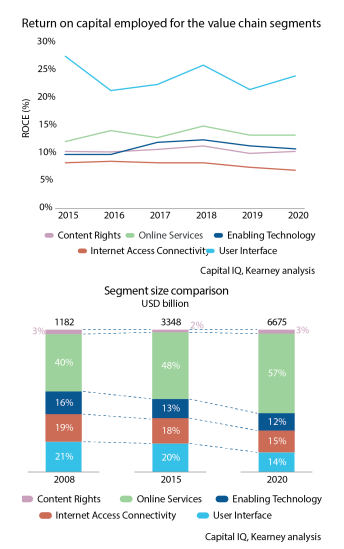 Return on capital employed for the value chain segments
30%
25%
20%
15%
10%
5%
0%
ROCE (%)
2015 2016 2017 2018 2019 2020
Content Rights Online Services Enabling Technology
Internet Access Connectivity User Interface
Capital IQ, Kearney analysis
Segment size comparison
USD billion
1182 3348 6675
3% 2% 3%
40% 48% 57%
16% 13% 12%
19% 18% 15%
21% 20% 14%
2008 2015 2020
Content Rights Online Services Enabling Technology
Internet Access Connectivity User Interface
Capital IQ, Kearney analysis